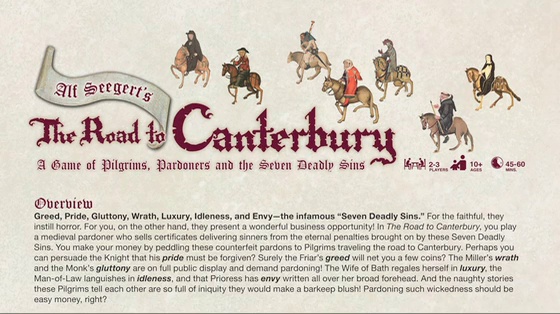 Alf Seegert's
The Road to Canterbury
A Game of Pilgrims, Pardoners and the Seven Deadly Sins
2-3 PLAYERS
10+ AGES
45-60 MINS.
Overview
Greed, Pride, Gluttony, Wrath, Luxury, Idleness, and Envy—the infamous “Seven Deadly Sins.” For the faithful, they
instill horror. For you, on the other hand, they present a wonderful business opportunity! In The Road to Canterbury, you play
a medieval pardoner who sells certificates delivering sinners from the eternal penalties brought on by these Seven Deadly
Sins. You make your money by peddling these counterfeit pardons to Pilgrims traveling the road to Canterbury. Perhaps you
can persuade the Knight that his pride must be forgiven? Surely the Friar’s greed will net you a few coins? The Miller’s wrath
and the Monk’s gluttony are on full public display and demand pardoning! The Wife of Bath regales herself in luxury, the
Man-of-Law languishes in idleness, and that Prioress has envy written all over her broad forehead. And the naughty stories
these Pilgrims tell each other are so full of iniquity they would make a barkeep blush! Pardoning such wickedness should be
easy money, right?